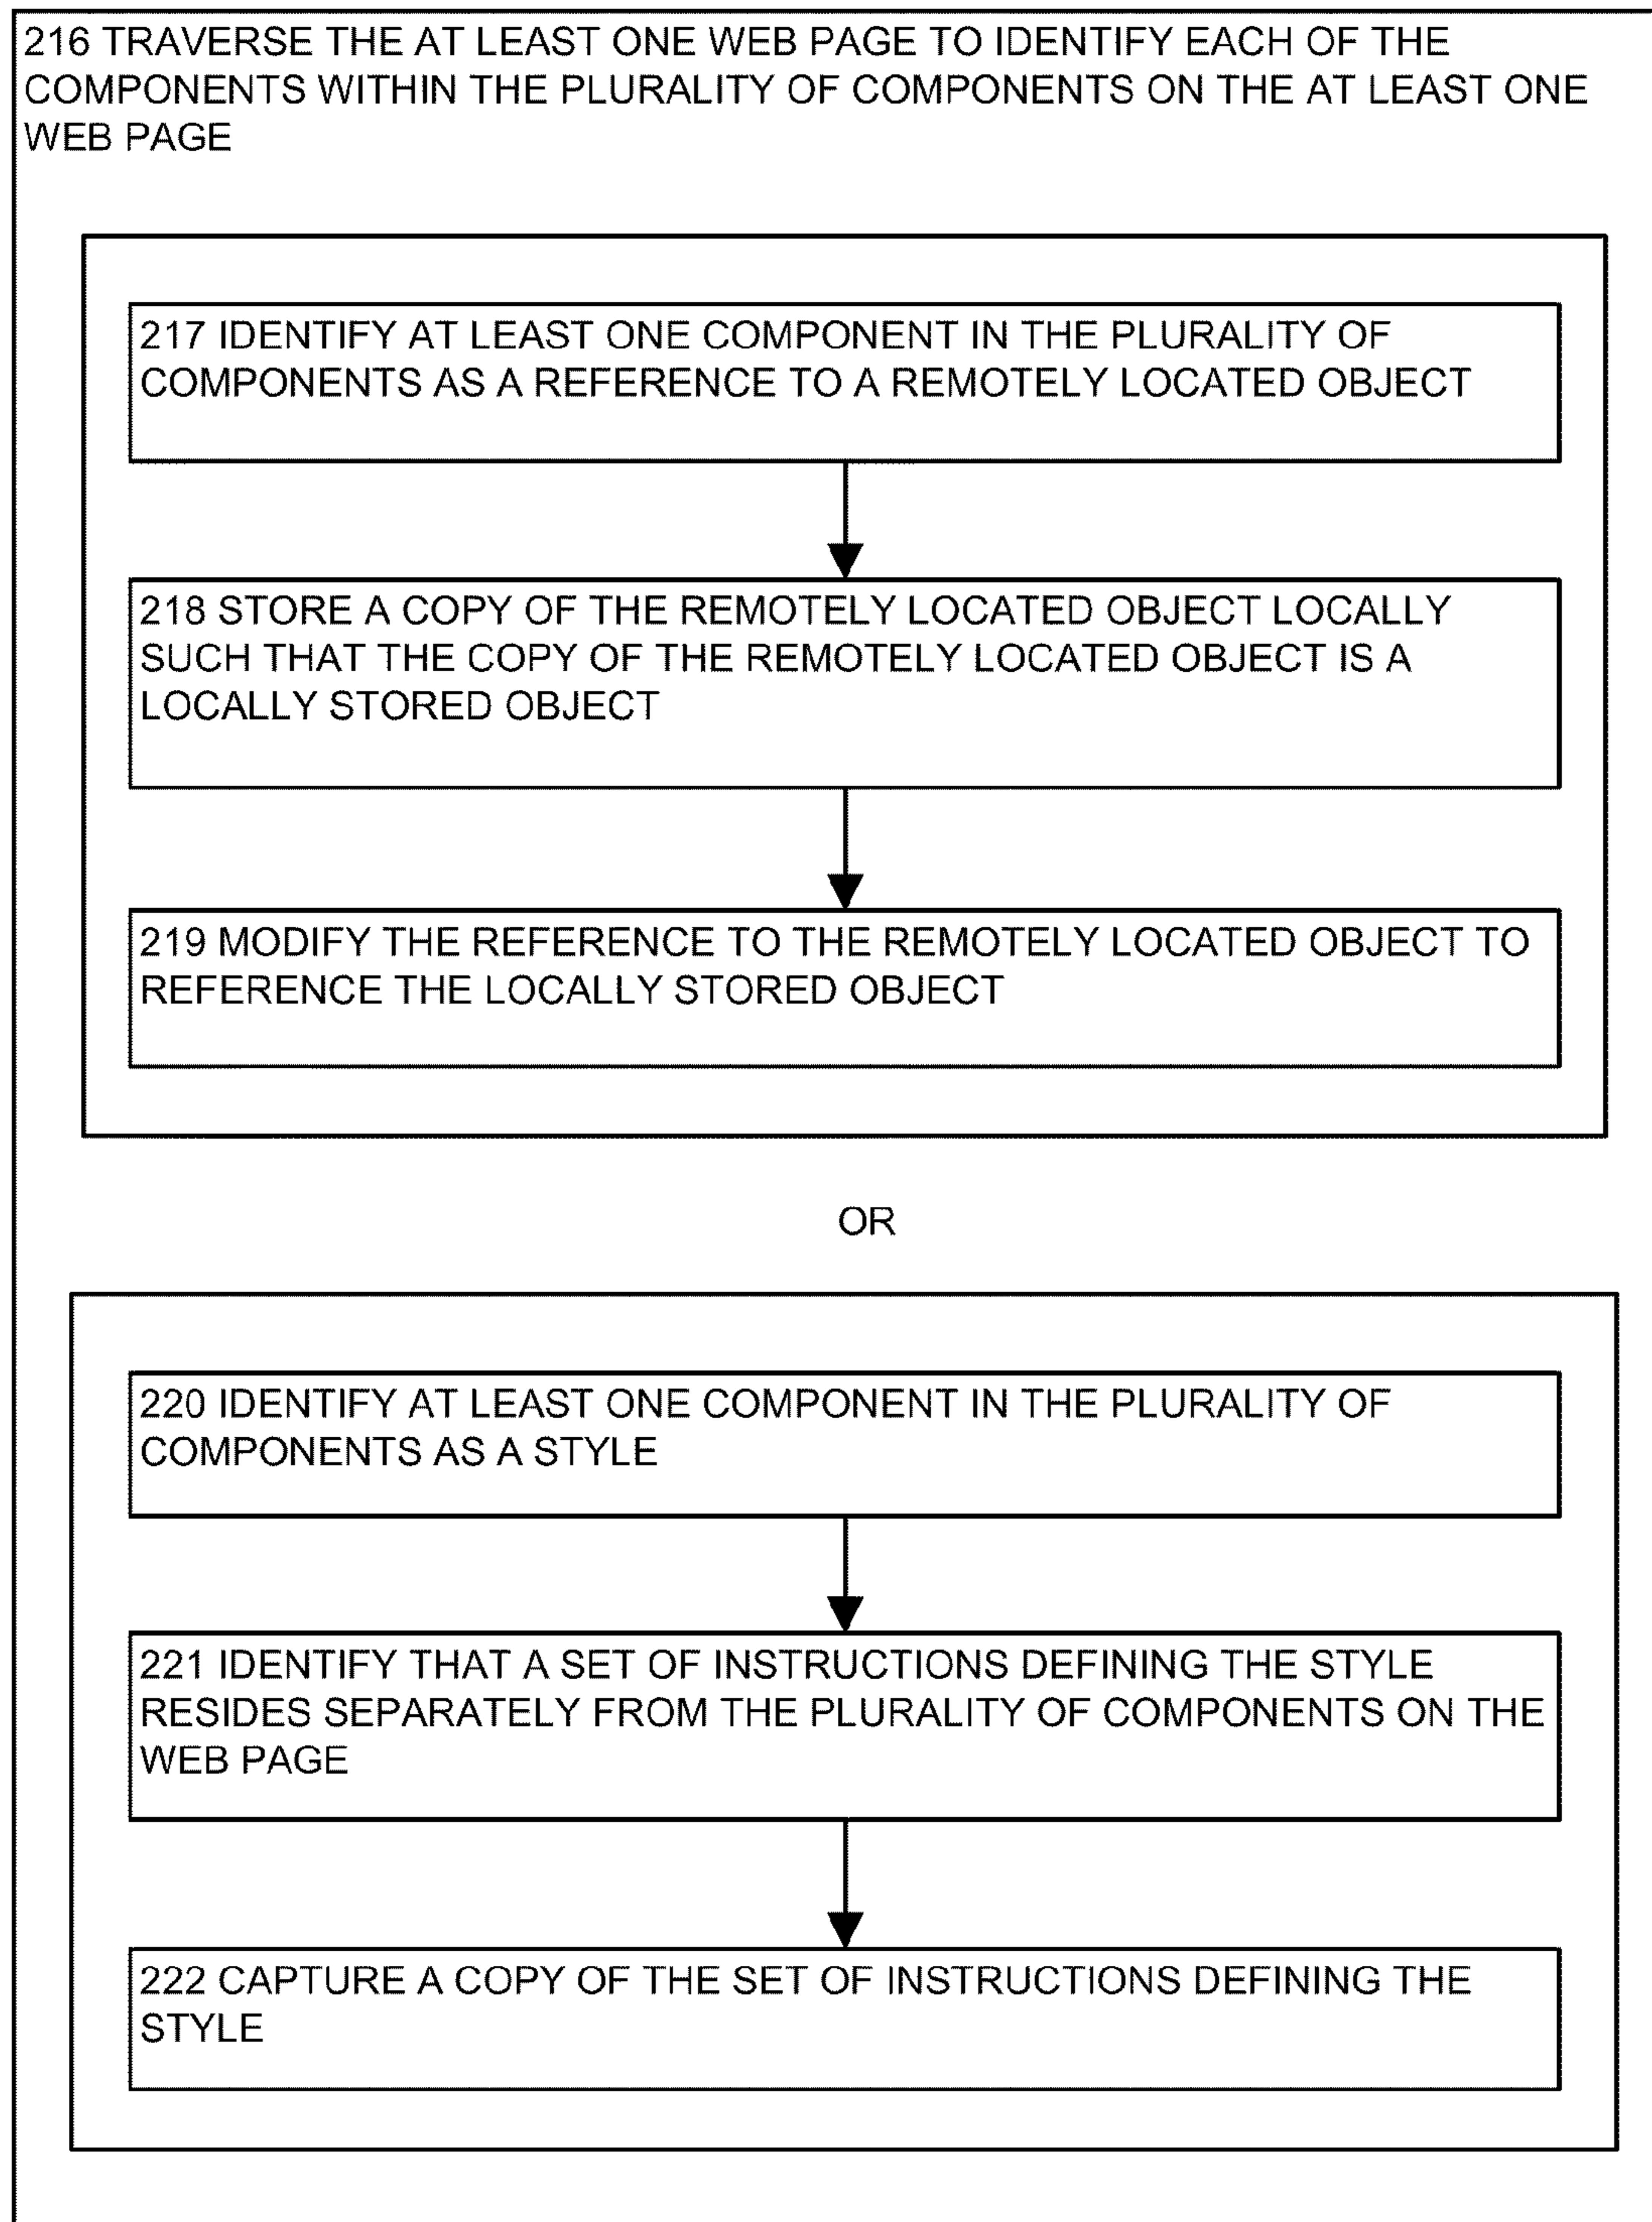 216 TRAVERSE THE AT LEAST ONE WEB PAGE TO IDENTIFY EACH OF THE
COMPONENTS WITHIN THE PLURALITY OF COMPONENTS ON THE AT LEAST ONE
WEB PAGE
217 IDENTIFY AT LEAST ONE COMPONENT IN THE PLURALITY OF
COMPONENTS AS A REFERENCE TO A REMOTELY LOCATED OBJECT
218 STORE A COPY OF THE REMOTELY LOCATED OBJECT LOCALLY
SUCH THAT THE COPY OF THE REMOTELY LOCATED OBJECT IS A
LOCALLY STORED OBJECT
219 MODIFY THE REFERENCE TO THE REMOTELY LOCATED OBJECT TO
REFERENCE THE LOCALLY STORED OBJECT
OR
220 IDENTIFY AT LEAST ONE COMPONENT IN THE PLURALITY OF
COMPONENTS AS A STYLE
221 IDENTIFY THAT A SET OF INSTRUCTIONS DEFINING THE STYLE
RESIDES SEPARATELY FROM THE PLURALITY OF COMPONENTS ON THE
WEB PAGE
222 CAPTURE A COPY OF THE SET OF INSTRUCTIONS DEFINING THE
STYLE